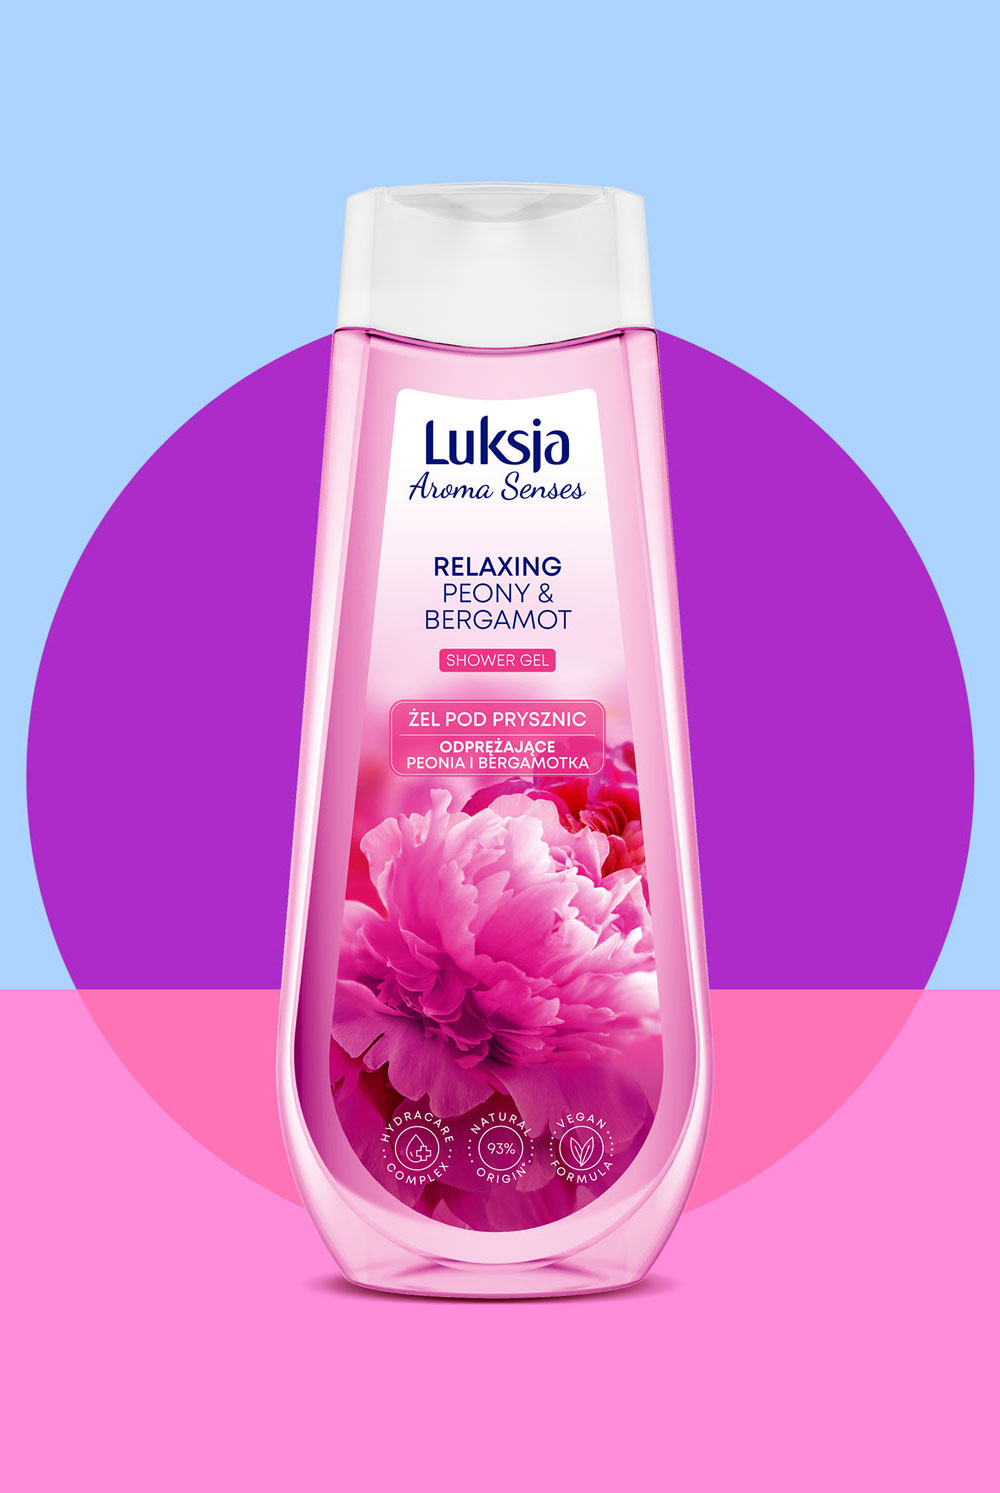 Luksja
Aroma Senses
RELAXING
PEONY &
BERGAMOT
SHOWER GEL
ŻEL POD PRYSZNIC
ODPRĘŻAJĄCE
PEONIA I BERGAMOTKA
HYDRACARE
COMPLEX
NATURAL
93%
ORIGIN*
VEGAN
FORMULA